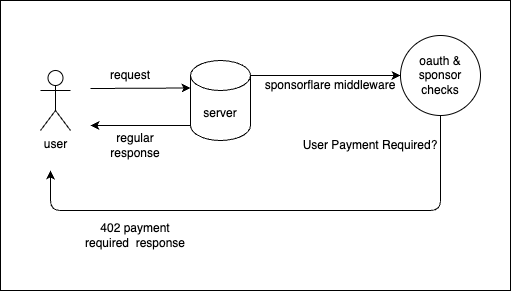 request
server
sponsorflare middleware
oauth &
sponsor
checks
user
regular
response
User Payment Required?
402 payment
required  response